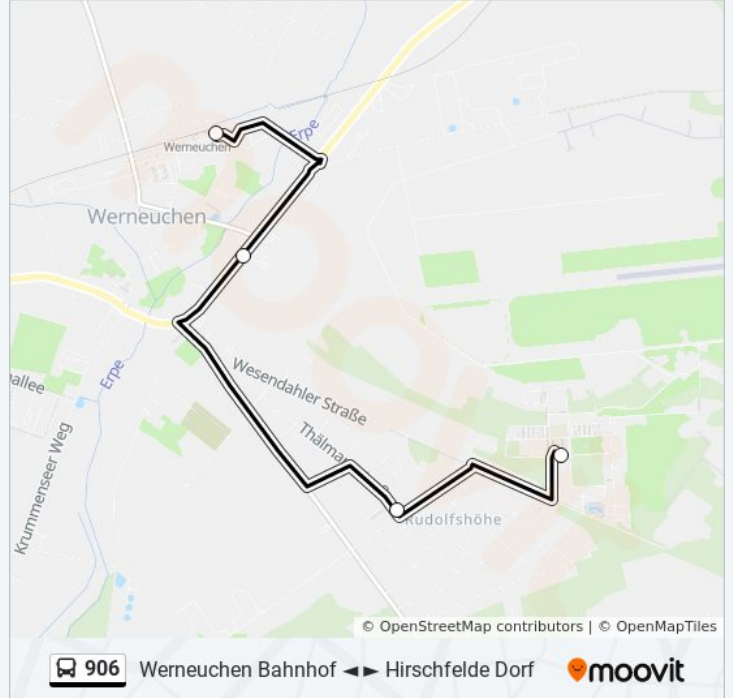 Erpe
Werneuchen
Werneuchen
Erpe
allee
Wesendahler Straße
Krummenseer Weg
Rudolfshöhe
© OpenStreetMap contributors | © OpenMapTiles
906 Werneuchen Bahnhof ◄► Hirschfelde Dorf moovit